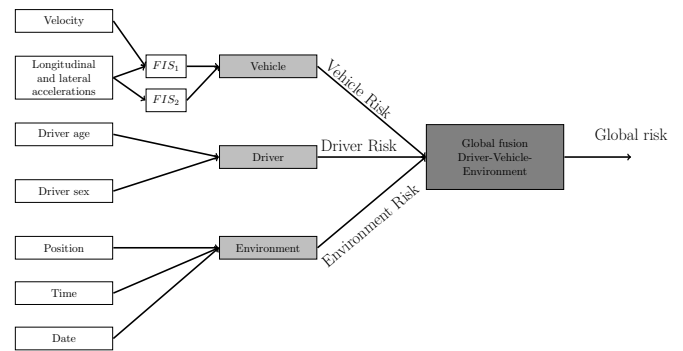 Velocity
Longitudinal
and lateral
accelerations
FIS1
FIS2
Vehicle
Vehicle Risk
Driver age
Driver sex
Driver
Driver Risk
Position
Time
Date
Environment
Environment Risk
Global fusion
Driver-Vehicle-
Environment
Global risk